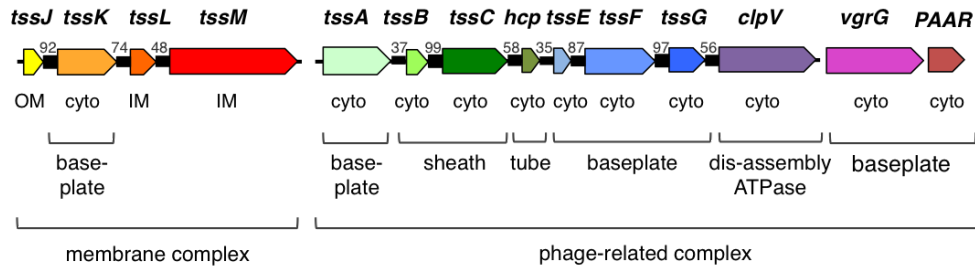 tssJ tssK tssL tssM tssA tssB tssC hcp tssE tssF tssG clpV vgrG PAAR
92 74 48 37 99 58 35 87 97 56
OM cyto IM IM cyto cyto cyto cyto cyto cyto cyto cyto cyto cyto
base- base- sheath tube baseplate dis-assembly baseplate
plate plate ATPase
membrane complex phage-related complex